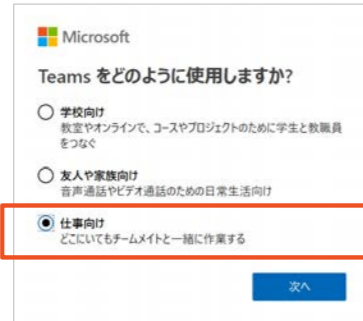 Microsoft
Teams をどのように使用しますか?
学校向け
教室やオンラインで、コースやプロジェクトのために学生と教職員
をつなぐ
友人や家族向け
音声通話やビデオ通話のための日常生活向け
仕事向け
どこにいてもチームメイトと一緒に作業する
次へ